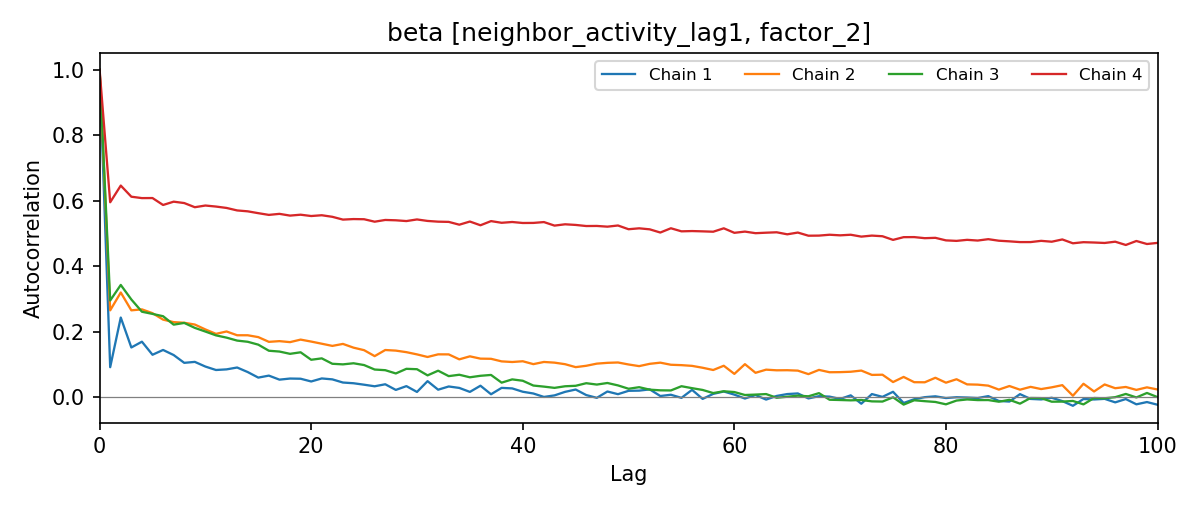 beta [neighbor_activity_lag1, factor_2]
Chain 1 Chain 2 Chain 3 Chain 4
1.0
0.8
0.6
0.4
0.2
0.0
Autocorrelation
0 20 40 60 80 100
Lag